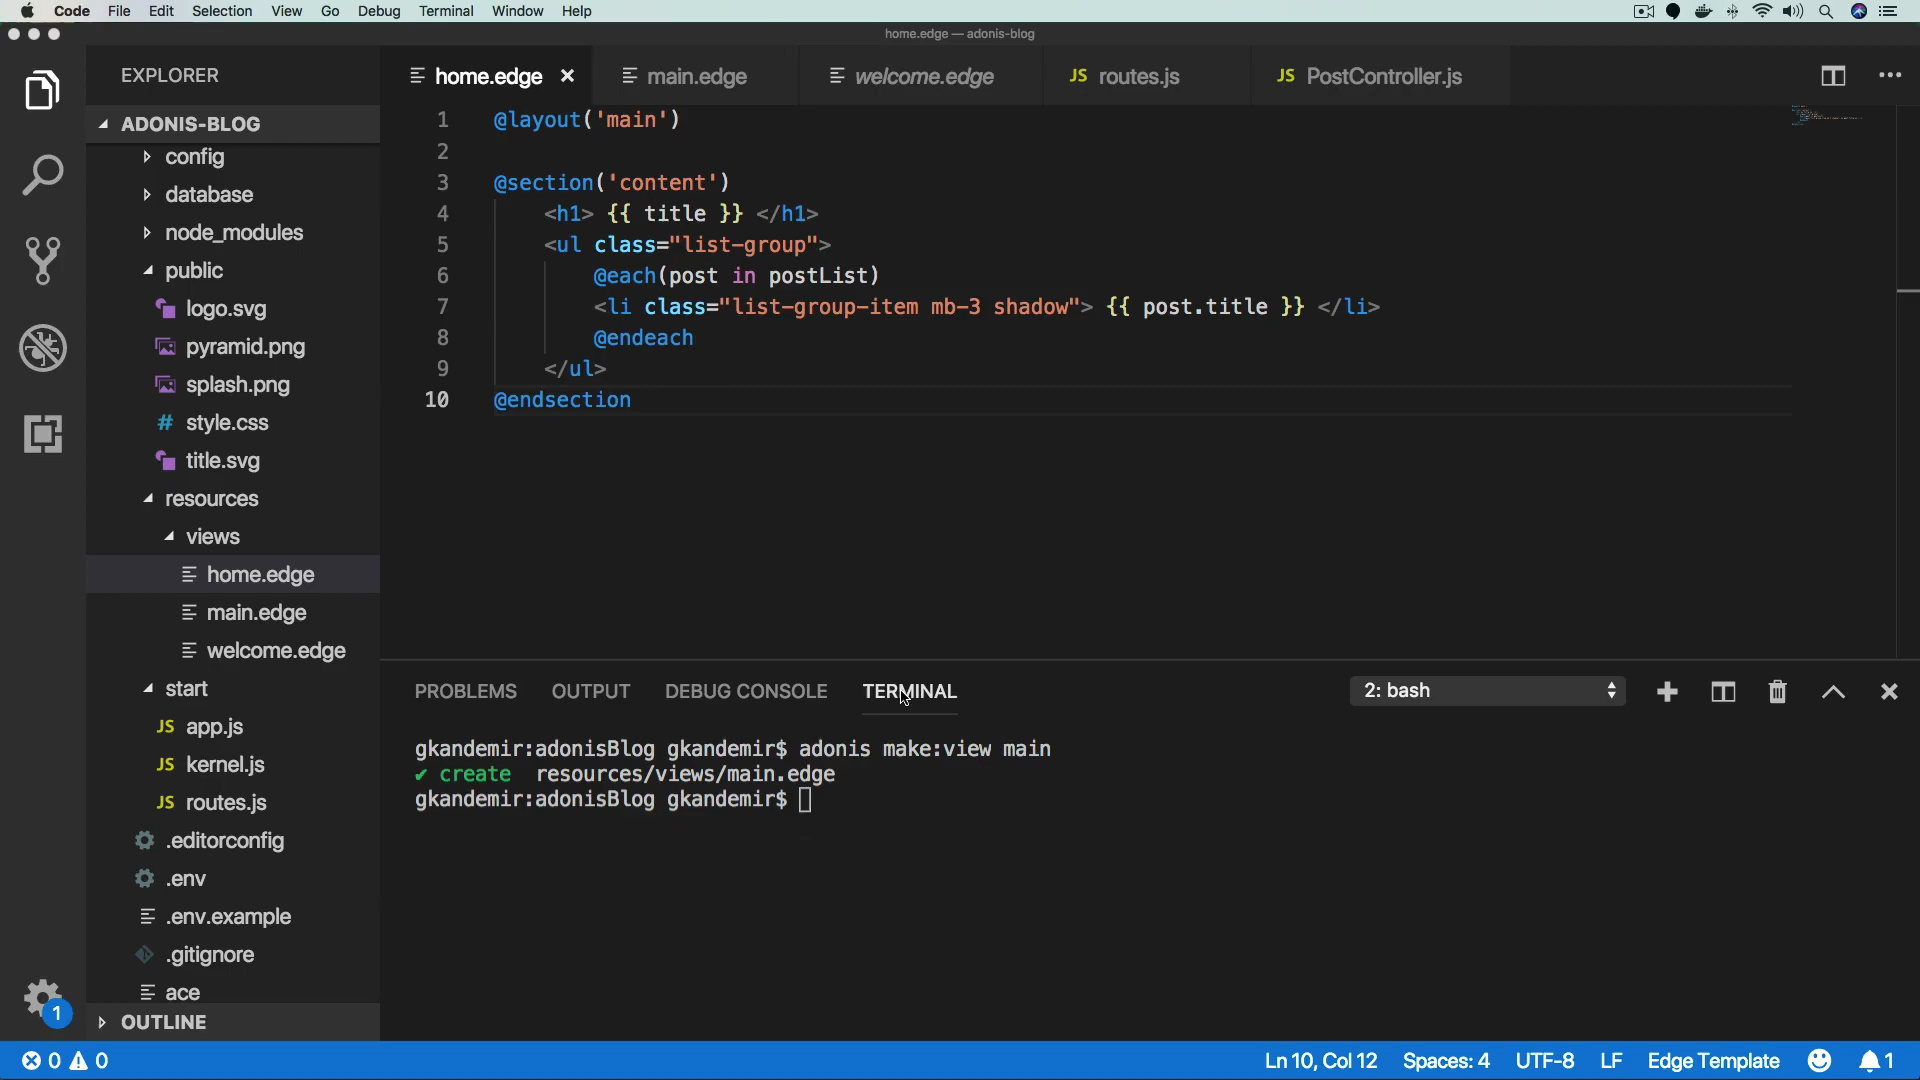 Code File Edit Selection View Go Debug Terminal Window Help
home.edge — adonis-blog
EXPLORER
ADONIS-BLOG
config
database
node_modules
public
logo.svg
pyramid.png
splash.png
style.css
title.svg
resources
views
home.edge
main.edge
welcome.edge
start
JS app.js
JS kernel.js
JS routes.js
.editorconfig
.env
.env.example
.gitignore
ace
OUTLINE
1
home.edge
main.edge
welcome.edge
JS routes.js
JS PostController.js
1 @layout('main')
2
3 @section('content')
4 <h1> {{ title }} </h1>
5 <ul class="list-group">
6 @each(post in postList)
7 <li class="list-group-item mb-3 shadow"> {{ post.title }} </li>
8 @endeach
9 </ul>
10 @endsection
PROBLEMS OUTPUT DEBUG CONSOLE TERMINAL
2: bash
gkandemir:adonisBlog gkandemir$ adonis make:view main
✔ create resources/views/main.edge
gkandemir:adonisBlog gkandemir$
0 0
Ln 10, Col 12 Spaces: 4 UTF-8 LF Edge Template 1